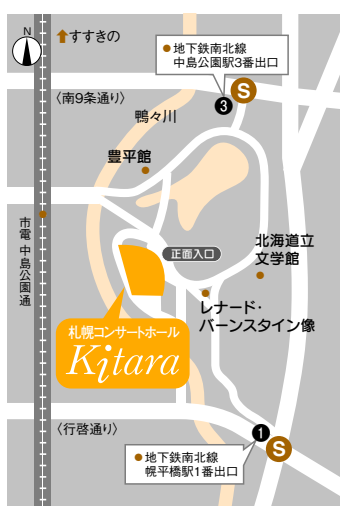 N
すすきの
●地下鉄南北線
中島公園駅3番出口
S
3
〈南9条通り〉
鴨々川
豊平館
市電 中島公園通
正面入口
北海道立
文学館
レナード・
バーンスタイン像
札幌コンサートホール
Kitara
〈行啓通り〉
1
S
●地下鉄南北線
幌平橋駅1番出口